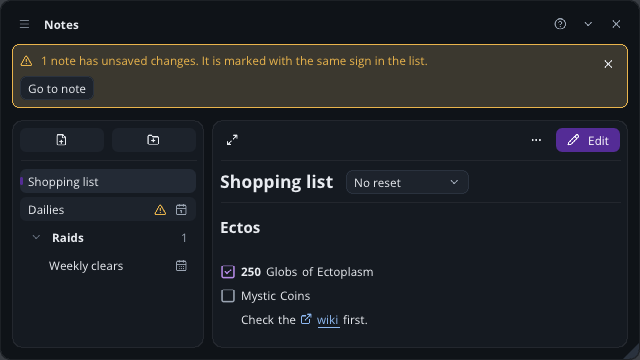 Notes
1 note has unsaved changes. It is marked with the same sign in the list.
Go to note
Edit
Shopping list
Dailies
Raids 1
Weekly clears
Shopping list No reset
Ectos
250 Globs of Ectoplasm
Mystic Coins
Check the wiki first.